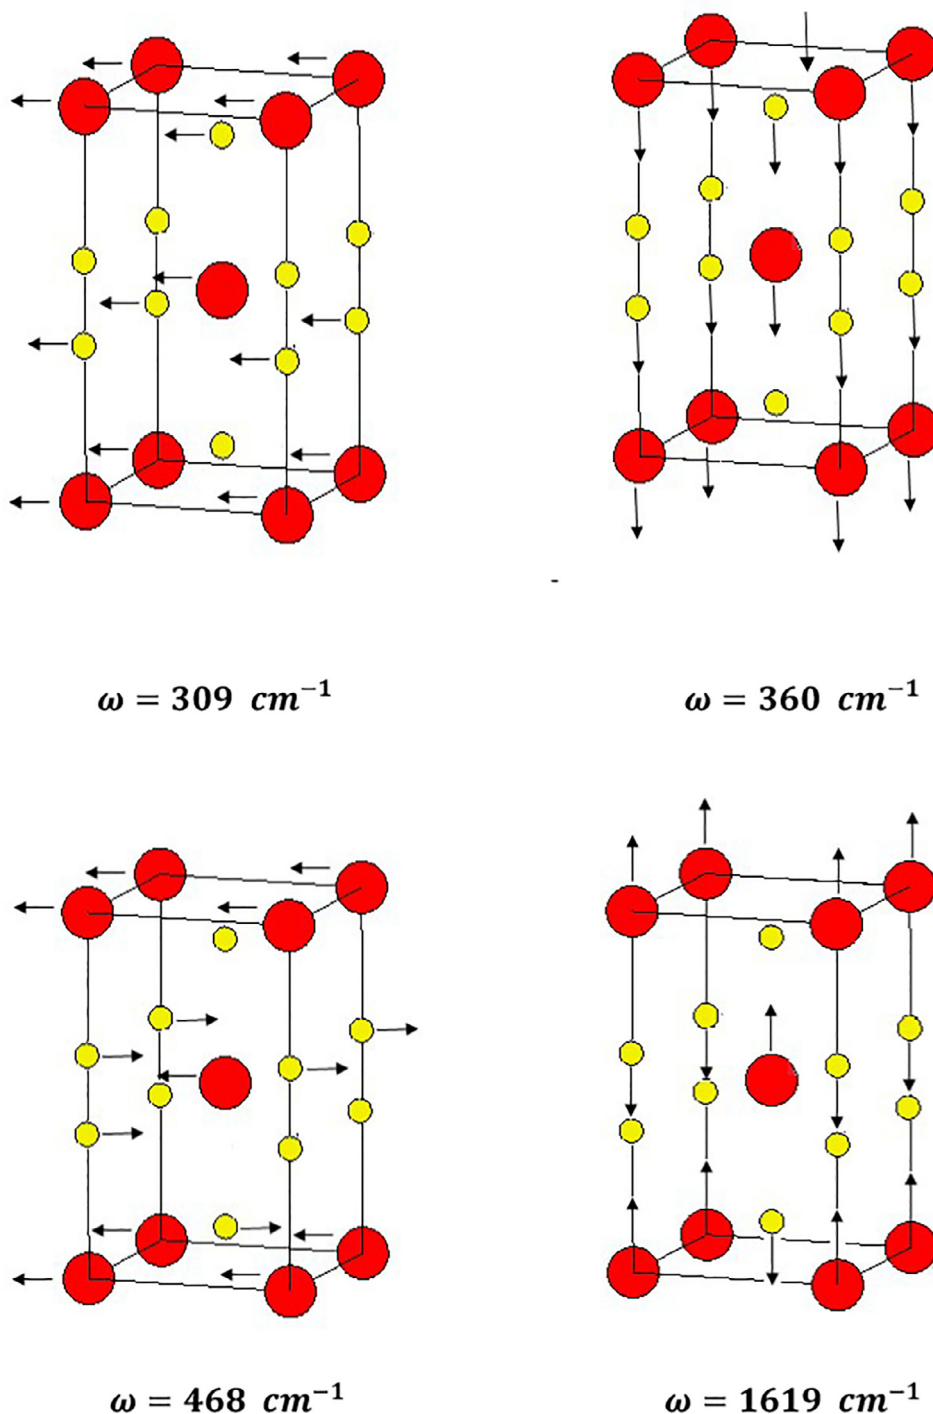 ω = 309 cm⁻¹
ω = 360 cm⁻¹
ω = 468 cm⁻¹
ω = 1619 cm⁻¹